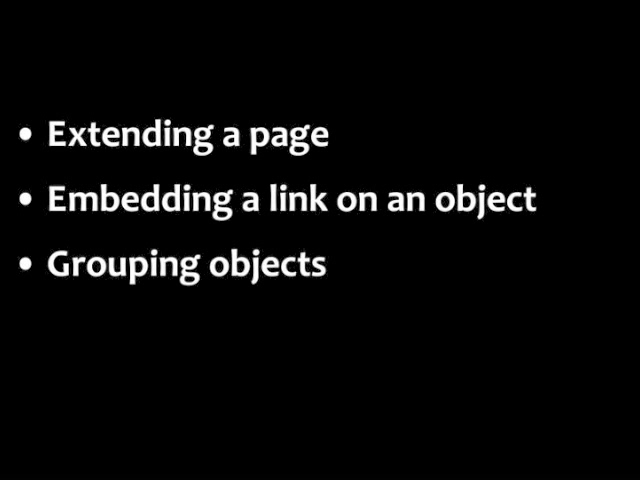 • Extending a page
• Embedding a link on an object
• Grouping objects